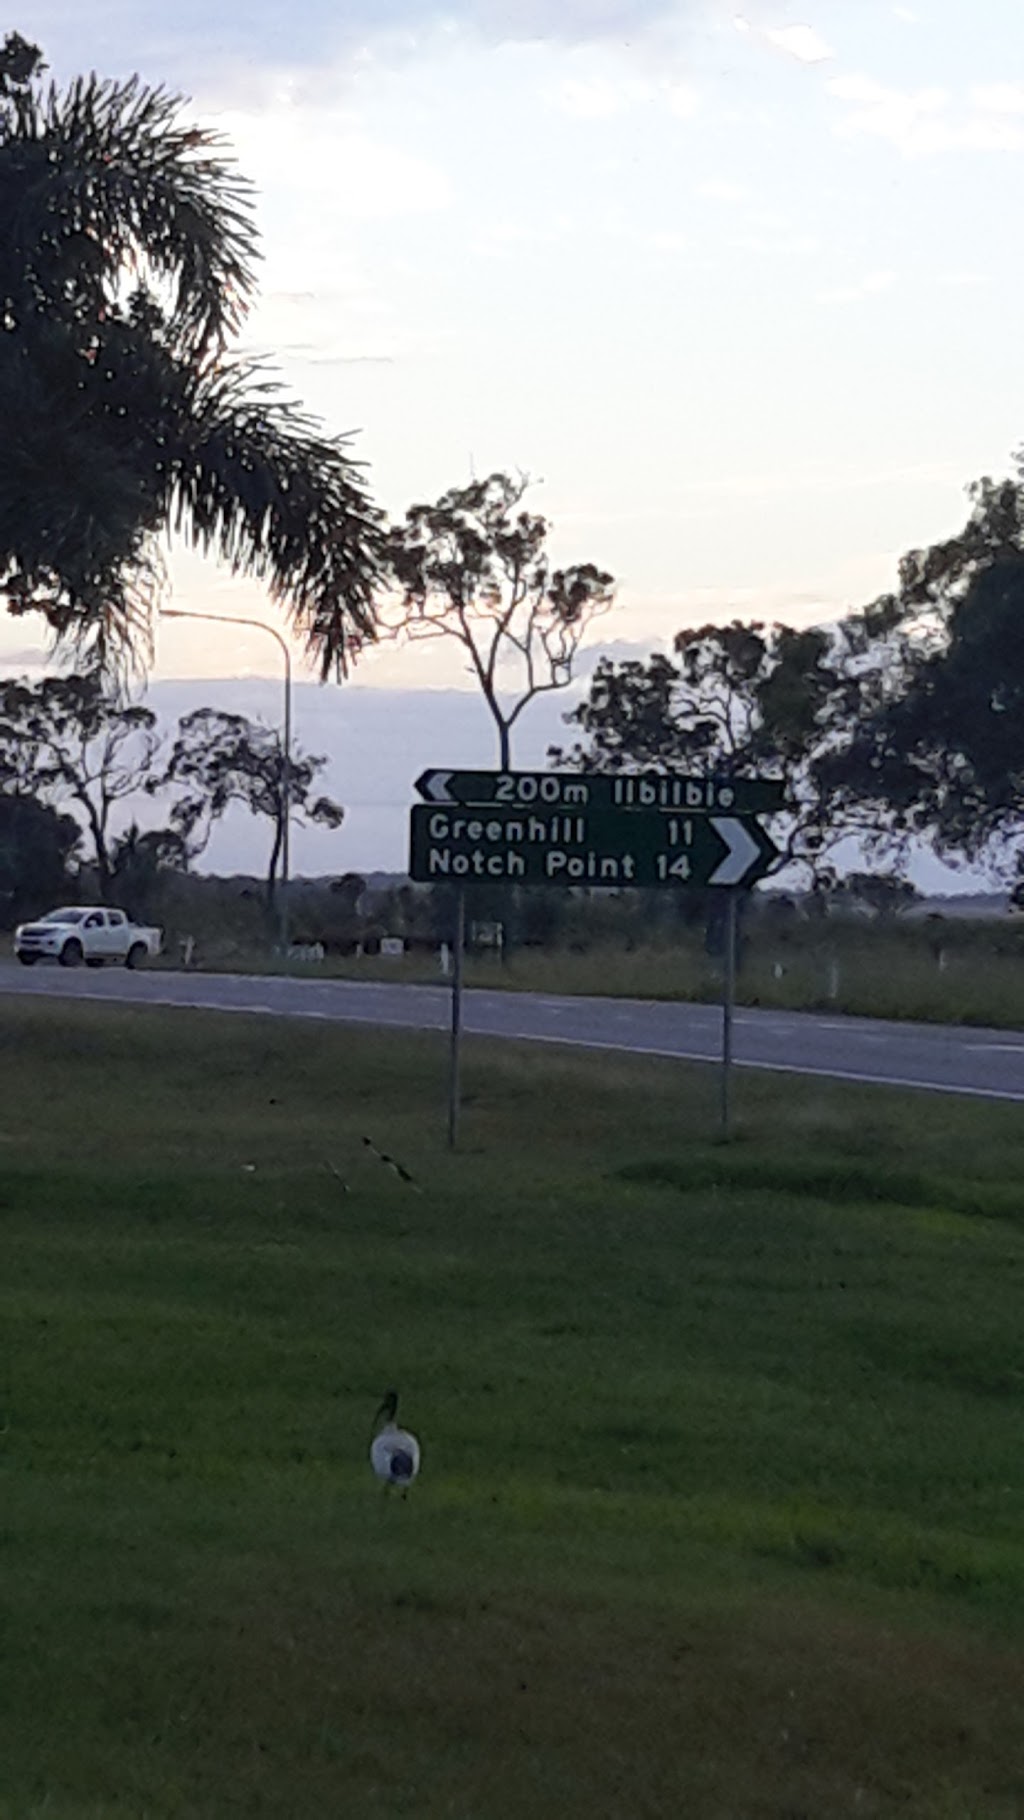 200m Ilbilbie
Greenhill 11
Notch Point 14